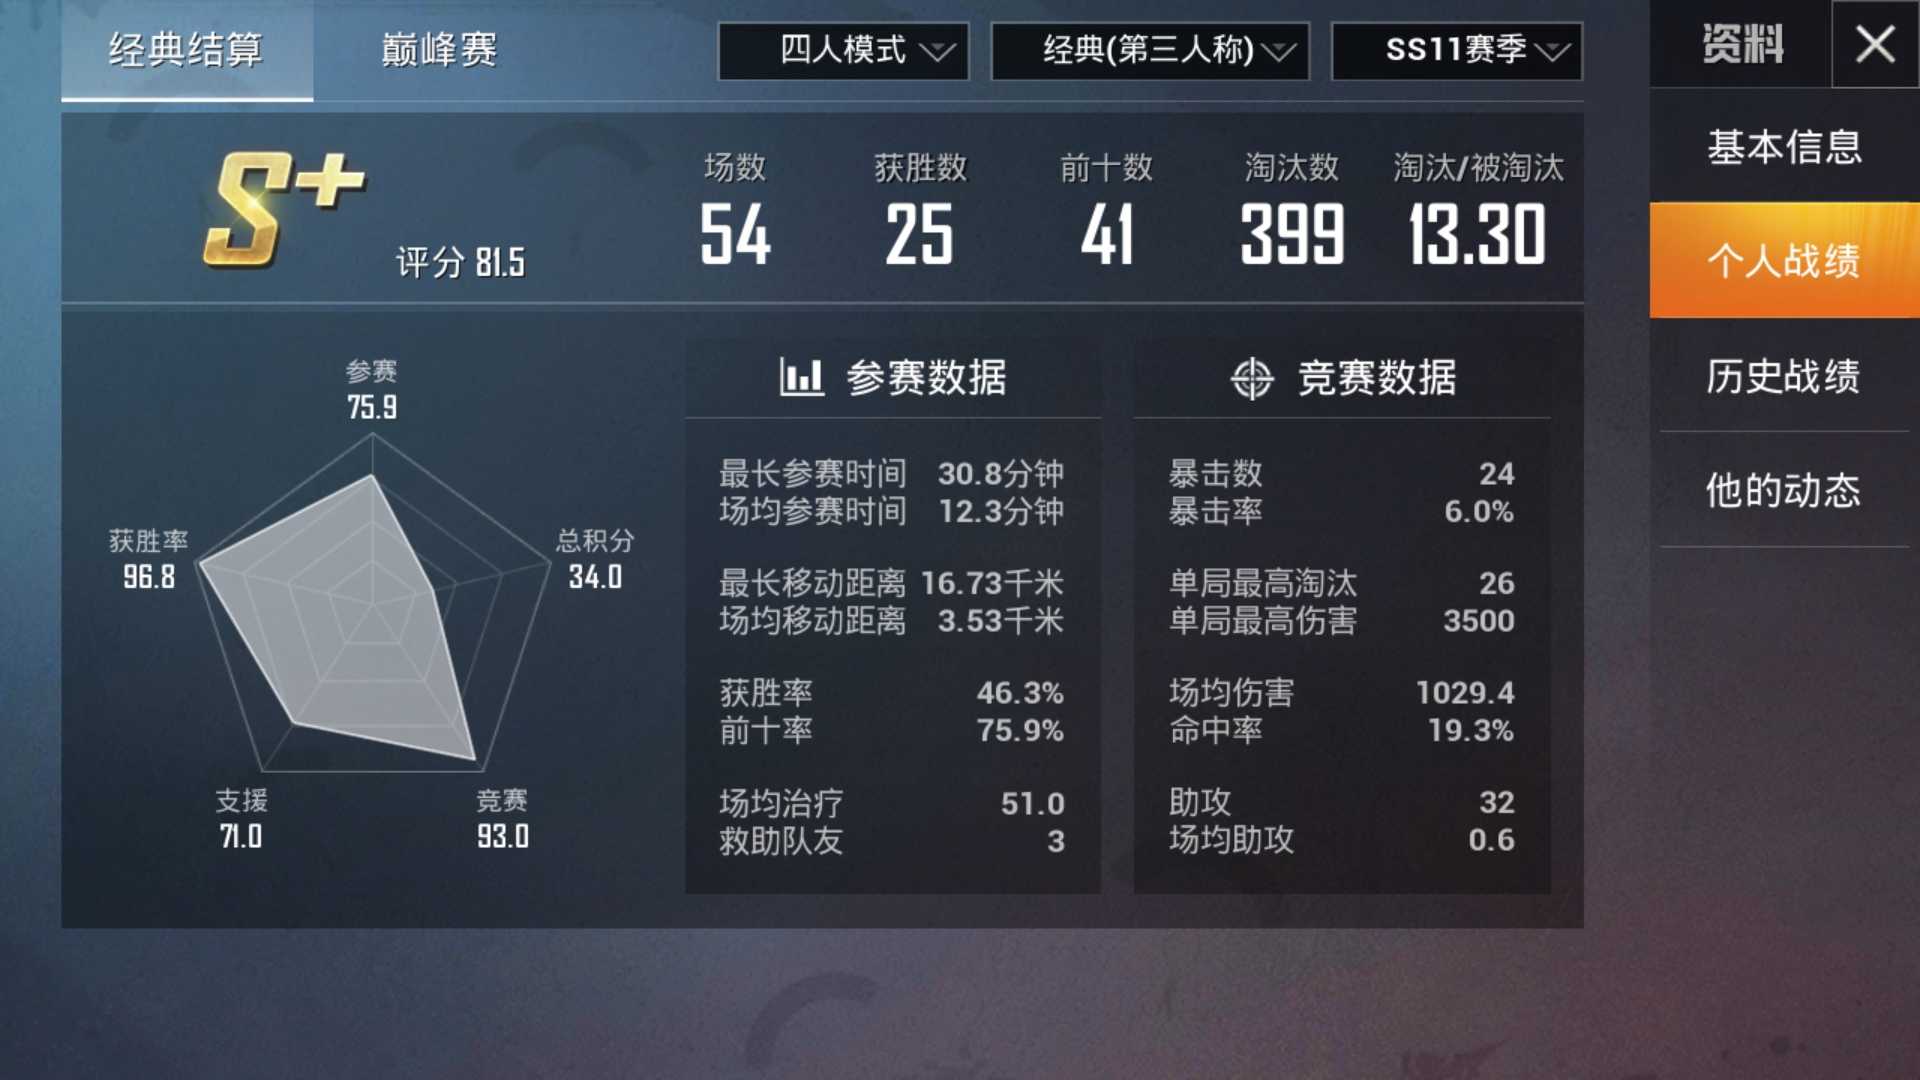 经典结算
巅峰赛
四人模式
经典(第三人称)
SS11赛季
资料
基本信息
个人战绩
历史战绩
他的动态
S+
评分 81.5
场数
54
获胜数
25
前十数
41
淘汰数
399
淘汰/被淘汰
13.30
参赛
75.9
获胜率
96.8
总积分
34.0
支援
71.0
竞赛
93.0
参赛数据
最长参赛时间 30.8分钟
场均参赛时间 12.3分钟
最长移动距离 16.73千米
场均移动距离 3.53千米
获胜率 46.3%
前十率 75.9%
场均治疗 51.0
救助队友 3
竞赛数据
暴击数 24
暴击率 6.0%
单局最高淘汰 26
单局最高伤害 3500
场均伤害 1029.4
命中率 19.3%
助攻 32
场均助攻 0.6